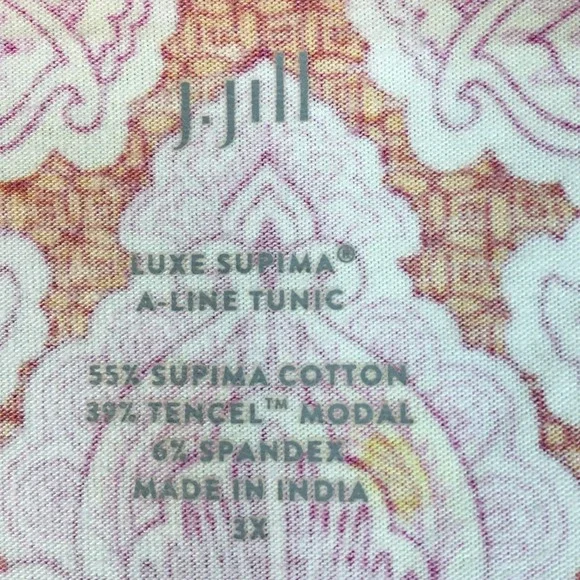 J.Jill
LUXE SUPIMA®
A-LINE TUNIC
55% SUPIMA COTTON
39% TENCEL™ MODAL
6% SPANDEX
MADE IN INDIA
3X